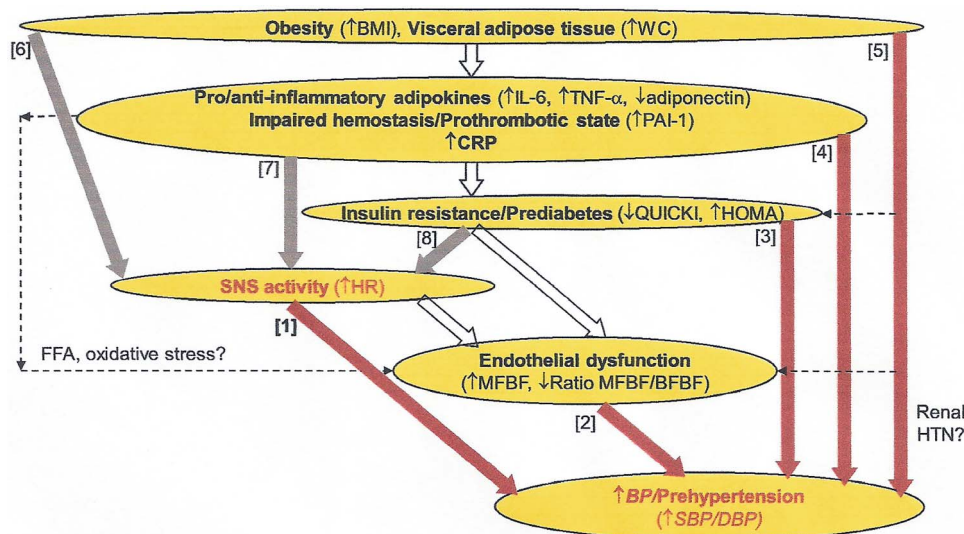 Obesity (↑BMI), Visceral adipose tissue (↑WC)
[6]
[5]
Pro/anti-inflammatory adipokines (↑IL-6, ↑TNF-α, ↓adiponectin)
Impaired hemostasis/Prothrombotic state (↑PAI-1)
↑CRP
[7]
[4]
Insulin resistance/Prediabetes (↓QUICKI, ↑HOMA)
[8]
[3]
SNS activity (↑HR)
[1]
FFA, oxidative stress?
Endothelial dysfunction
(↑MFBF, ↓Ratio MFBF/BFBF)
[2]
Renal
HTN?
↑BP/Prehypertension
(↑SBP/DBP)